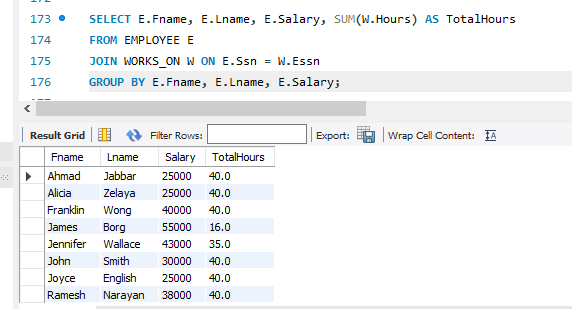 173 SELECT E.Fname, E.Lname, E.Salary, SUM(W.Hours) AS TotalHours
174 FROM EMPLOYEE E
175 JOIN WORKS_ON W ON E.Ssn = W.Essn
176 GROUP BY E.Fname, E.Lname, E.Salary;
Result Grid Filter Rows: Export: Wrap Cell Content:
Fname Lname Salary TotalHours
Ahmad Jabbar 25000 40.0
Alicia Zelaya 25000 40.0
Franklin Wong 40000 40.0
James Borg 55000 16.0
Jennifer Wallace 43000 35.0
John Smith 30000 40.0
Joyce English 25000 40.0
Ramesh Narayan 38000 40.0